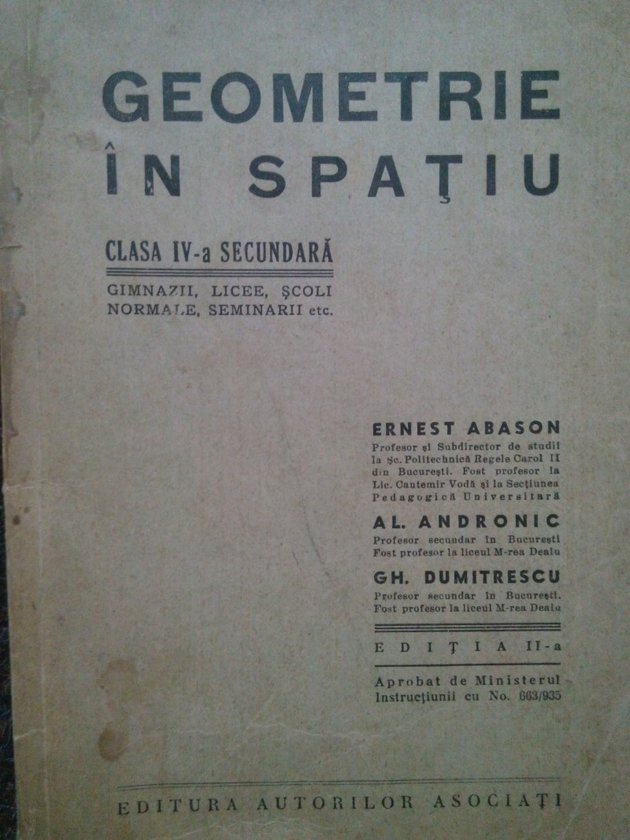 GEOMETRIE
ÎN SPAŢIU
CLASA IV-a SECUNDARĂ
GIMNAZII, LICEE, ŞCOLI
NORMALE, SEMINARII etc.
ERNEST ABASON
Profesor şi Subdirector de studii
la Şc. Politechnică Regele Carol II
din Bucureşti. Fost profesor la
Lic. Cantemir Vodă şi la Secţiunea
Pedagogică Universitară
AL. ANDRONIC
Profesor secundar în Bucureşti
Fost profesor la liceul M-rea Dealu
GH. DUMITRESCU
Profesor secundar în Bucureşti.
Fost profesor la liceul M-rea Dealu
EDIŢIA II-a
Aprobat de Ministerul
Instrucţiunii cu No. 663/935
EDITURA AUTORILOR ASOCIAŢI